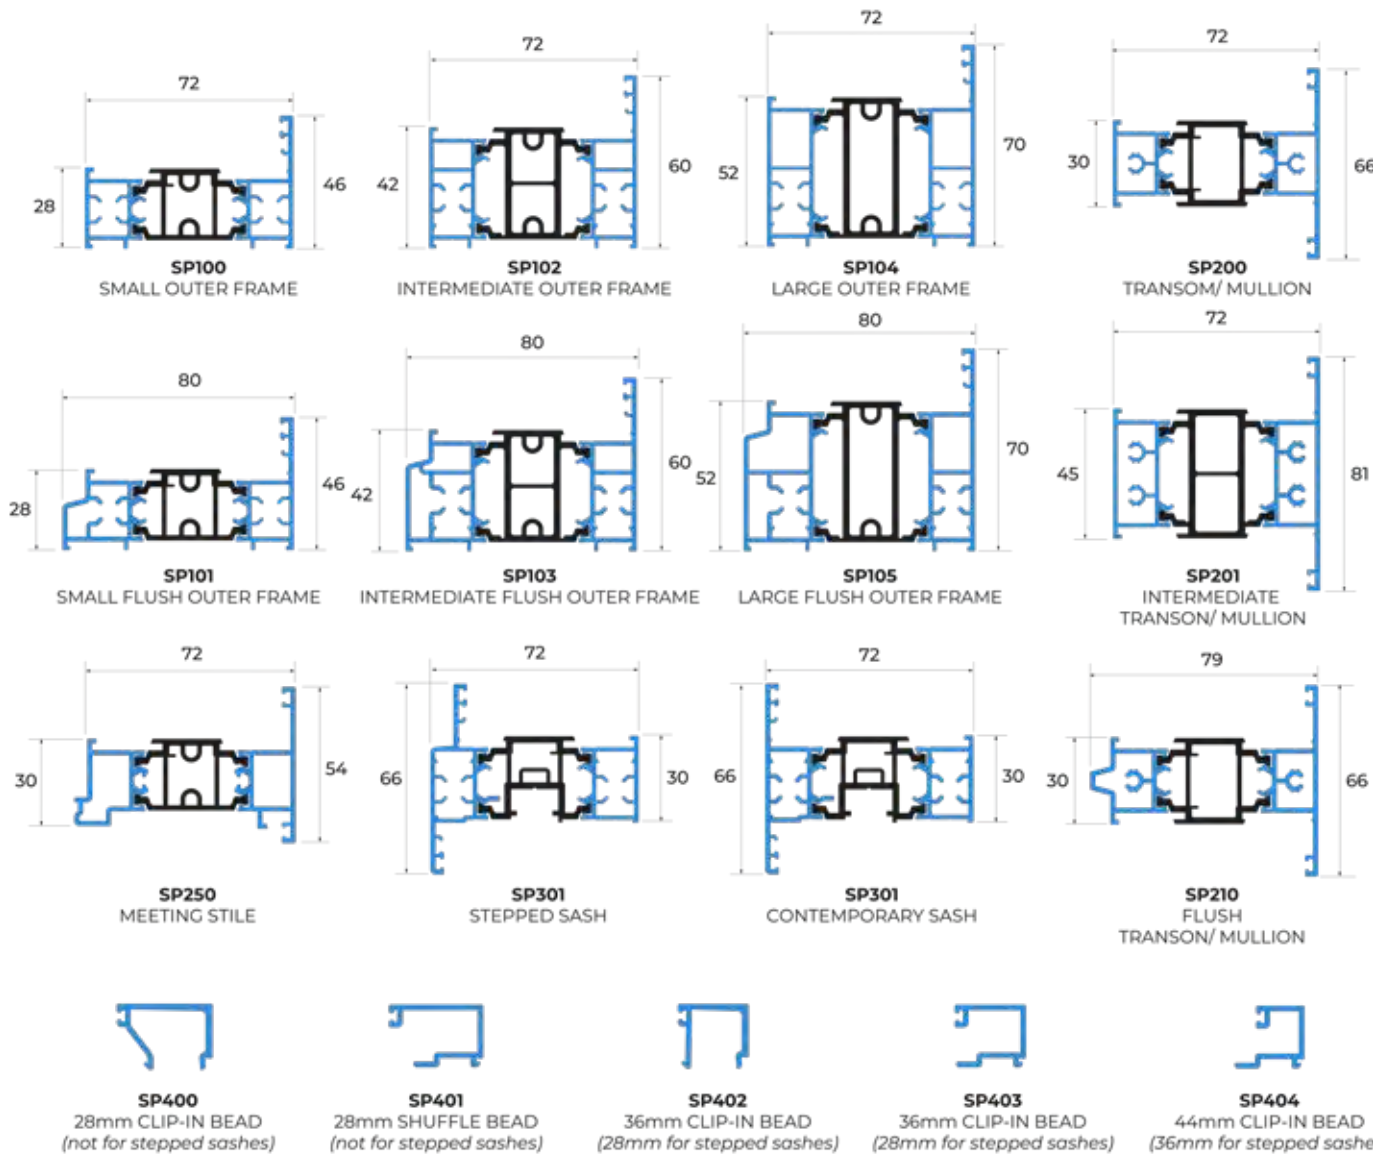 72
28
46
SP100
SMALL OUTER FRAME
72
42
60
SP102
INTERMEDIATE OUTER FRAME
72
52
70
SP104
LARGE OUTER FRAME
72
30
66
SP200
TRANSOM/ MULLION
80
28
46
SP101
SMALL FLUSH OUTER FRAME
80
42
60
SP103
INTERMEDIATE FLUSH OUTER FRAME
80
52
70
SP105
LARGE FLUSH OUTER FRAME
72
45
81
SP201
INTERMEDIATE
TRANSON/ MULLION
72
30
54
SP250
MEETING STILE
72
66
30
SP301
STEPPED SASH
72
66
30
SP301
CONTEMPORARY SASH
79
30
66
SP210
FLUSH
TRANSON/ MULLION
SP400
28mm CLIP-IN BEAD
(not for stepped sashes)
SP401
28mm SHUFFLE BEAD
(not for stepped sashes)
SP402
36mm CLIP-IN BEAD
(28mm for stepped sashes)
SP403
36mm CLIP-IN BEAD
(28mm for stepped sashes)
SP404
44mm CLIP-IN BEAD
(36mm for stepped sashe